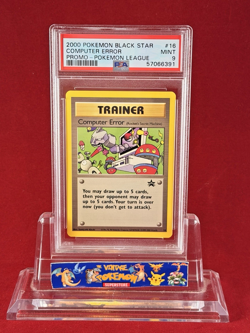 2000 POKEMON BLACK STAR #16
COMPUTER ERROR MINT
PROMO - POKEMON LEAGUE 9
PSA 57066391
TRAINER
Computer Error
You may draw up to 5 cards,
then your opponent may draw
up to 5 cards. Your turn is over
now (you don't get to attack).
POKEMON
SUPERSTORE